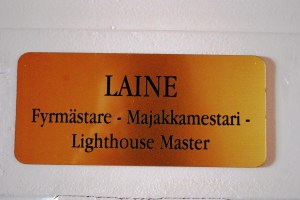 LAINE
Fyrmästare - Majakkamestari -
Lighthouse Master